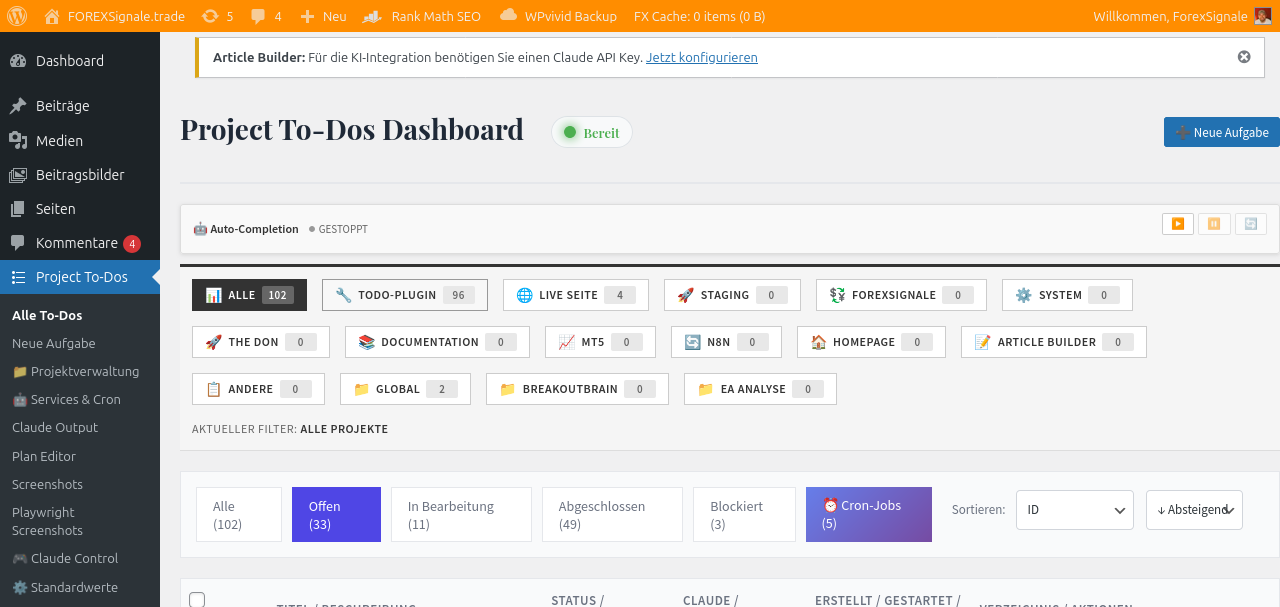 FOREXSignale.trade 5 4 Neu Rank Math SEO WPvivid Backup FX Cache: 0 items (0 B) Willkommen, ForexSignale
Dashboard
Beiträge
Medien
Beitragsbilder
Seiten
Kommentare 4
Project To-Dos
Alle To-Dos
Neue Aufgabe
Projektverwaltung
Services & Cron
Claude Output
Plan Editor
Screenshots
Playwright
Screenshots
Claude Control
Standardwerte
Article Builder: Für die KI-Integration benötigen Sie einen Claude API Key. Jetzt konfigurieren
Project To-Dos Dashboard Bereit Neue Aufgabe
Auto-Completion GESTOPPT
ALLE 102 TODO-PLUGIN 96 LIVE SEITE 4 STAGING 0 FOREXSIGNALE 0 SYSTEM 0
THE DON 0 DOCUMENTATION 0 MT5 0 N8N 0 HOMEPAGE 0 ARTICLE BUILDER 0
ANDERE 0 GLOBAL 2 BREAKOUTBRAIN 0 EA ANALYSE 0
AKTUELLER FILTER: ALLE PROJEKTE
Alle
(102)
Offen
(33)
In Bearbeitung
(11)
Abgeschlossen
(49)
Blockiert
(3)
Cron-Jobs
(5)
Sortieren: ID ↓ Absteigend
TITEL / BESCHREIBUNG STATUS / CLAUDE / ERSTELLT / GESTARTET / VERZEICHNIS / AKTIONEN